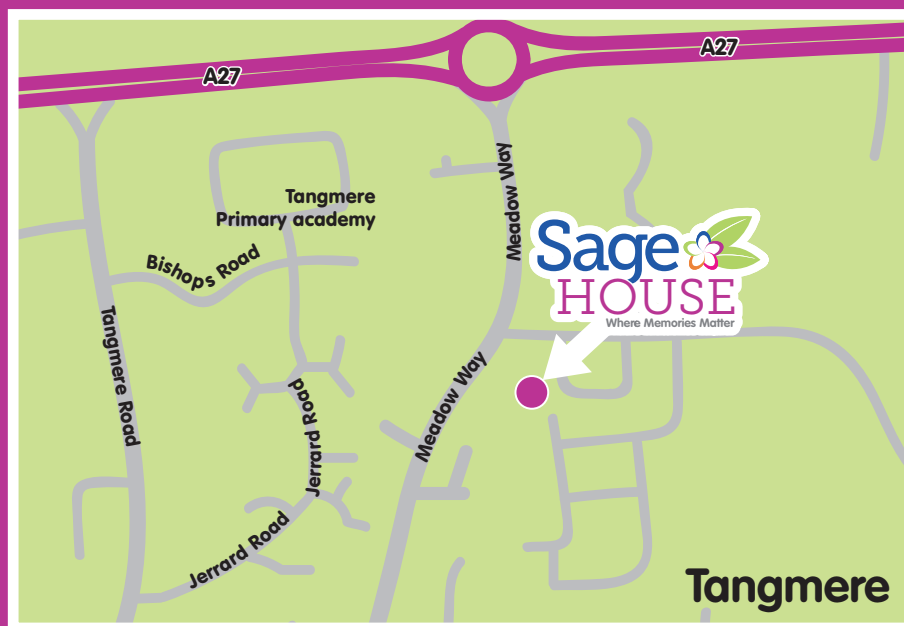 A27
A27
Meadow Way
Tangmere
Primary academy
Sage
HOUSE
Where Memories Matter
Bishops Road
Tangmere Road
Meadow Way
Jerrard Road
Jerrard Road
Tangmere